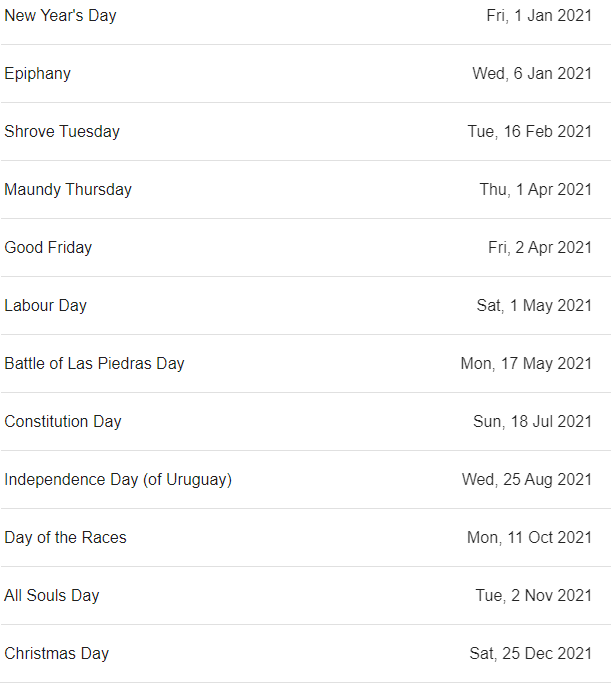 New Year's Day Fri, 1 Jan 2021
Epiphany Wed, 6 Jan 2021
Shrove Tuesday Tue, 16 Feb 2021
Maundy Thursday Thu, 1 Apr 2021
Good Friday Fri, 2 Apr 2021
Labour Day Sat, 1 May 2021
Battle of Las Piedras Day Mon, 17 May 2021
Constitution Day Sun, 18 Jul 2021
Independence Day (of Uruguay) Wed, 25 Aug 2021
Day of the Races Mon, 11 Oct 2021
All Souls Day Tue, 2 Nov 2021
Christmas Day Sat, 25 Dec 2021